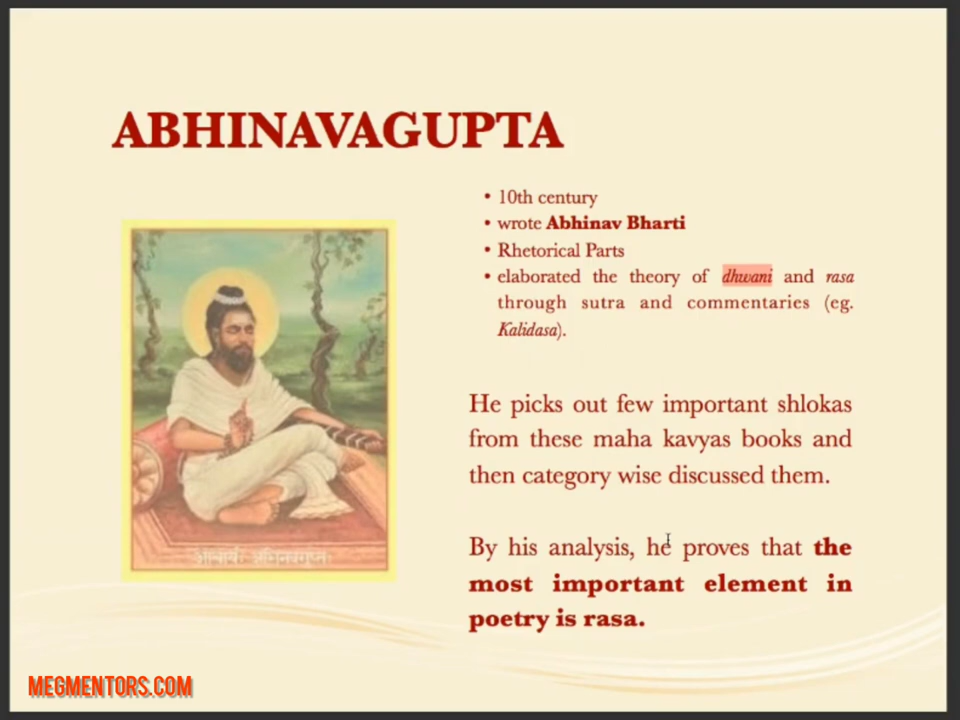 ABHINAVAGUPTA
• 10th century
• wrote Abhinav Bharti
• Rhetorical Parts
• elaborated the theory of dhwani and rasa
through sutra and commentaries (eg.
Kalidasa).
He picks out few important shlokas
from these maha kavyas books and
then category wise discussed them.
By his analysis, he proves that the
most important element in
poetry is rasa.
अभिनवगुप्तः
MEGMENTORS.COM